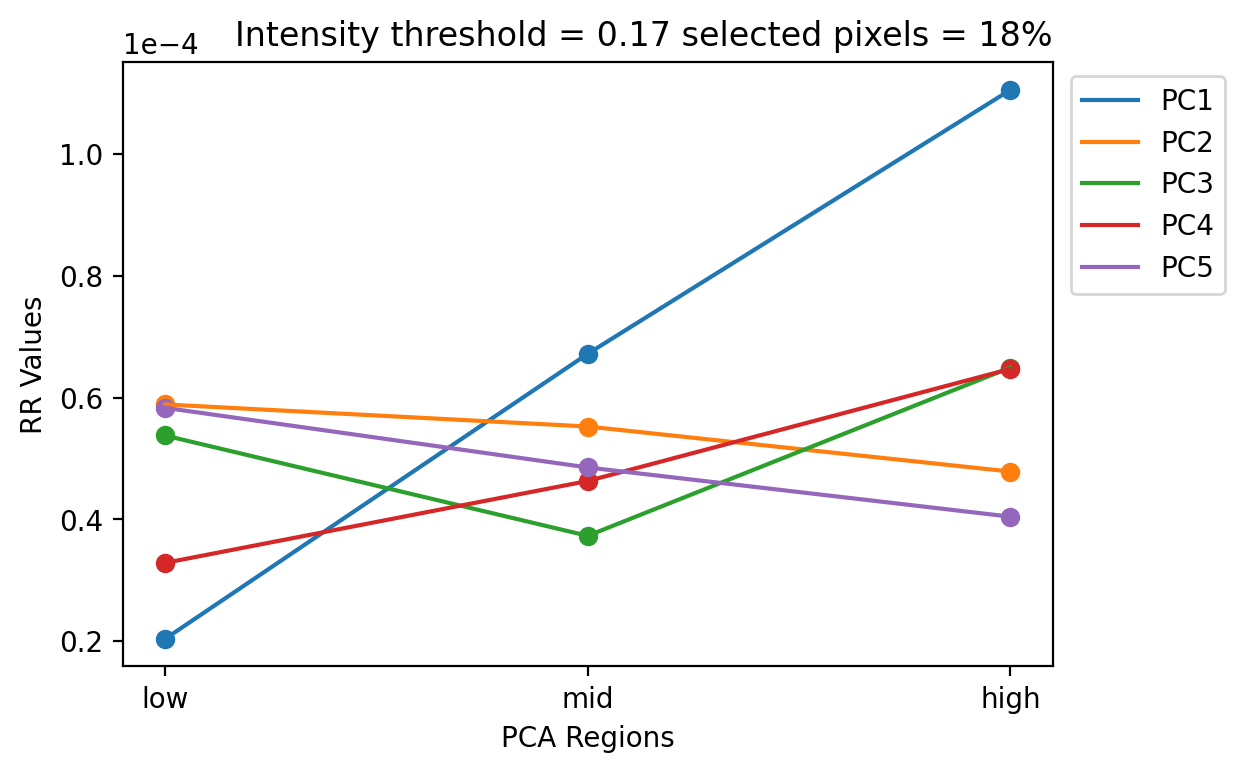 1e−4
Intensity threshold = 0.17 selected pixels = 18%
RR Values
1.0
0.8
0.6
0.4
0.2
low
mid
high
PCA Regions
PC1
PC2
PC3
PC4
PC5